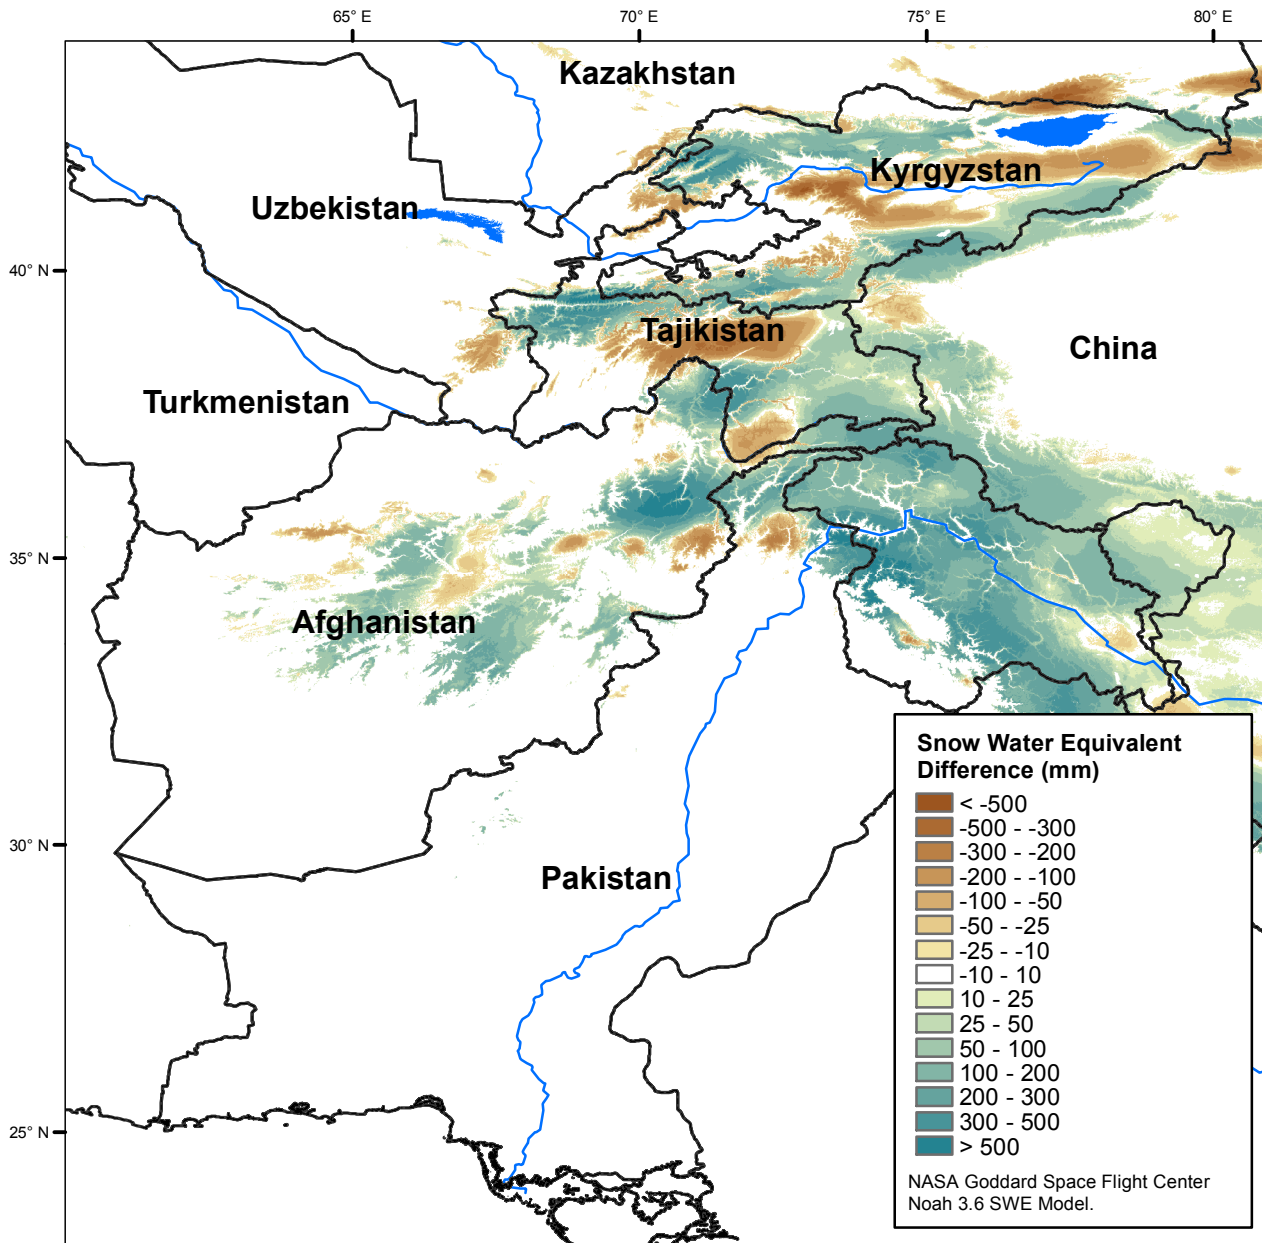 65° E
70° E
75° E
80° E
Kazakhstan
Kyrgyzstan
Uzbekistan
40° N
Tajikistan
China
Turkmenistan
35° N
Afghanistan
30° N
Pakistan
25° N
Snow Water Equivalent
Difference (mm)
< -500
-500 - -300
-300 - -200
-200 - -100
-100 - -50
-50 - -25
-25 - -10
-10 - 10
10 - 25
25 - 50
50 - 100
100 - 200
200 - 300
300 - 500
> 500
NASA Goddard Space Flight Center
Noah 3.6 SWE Model.